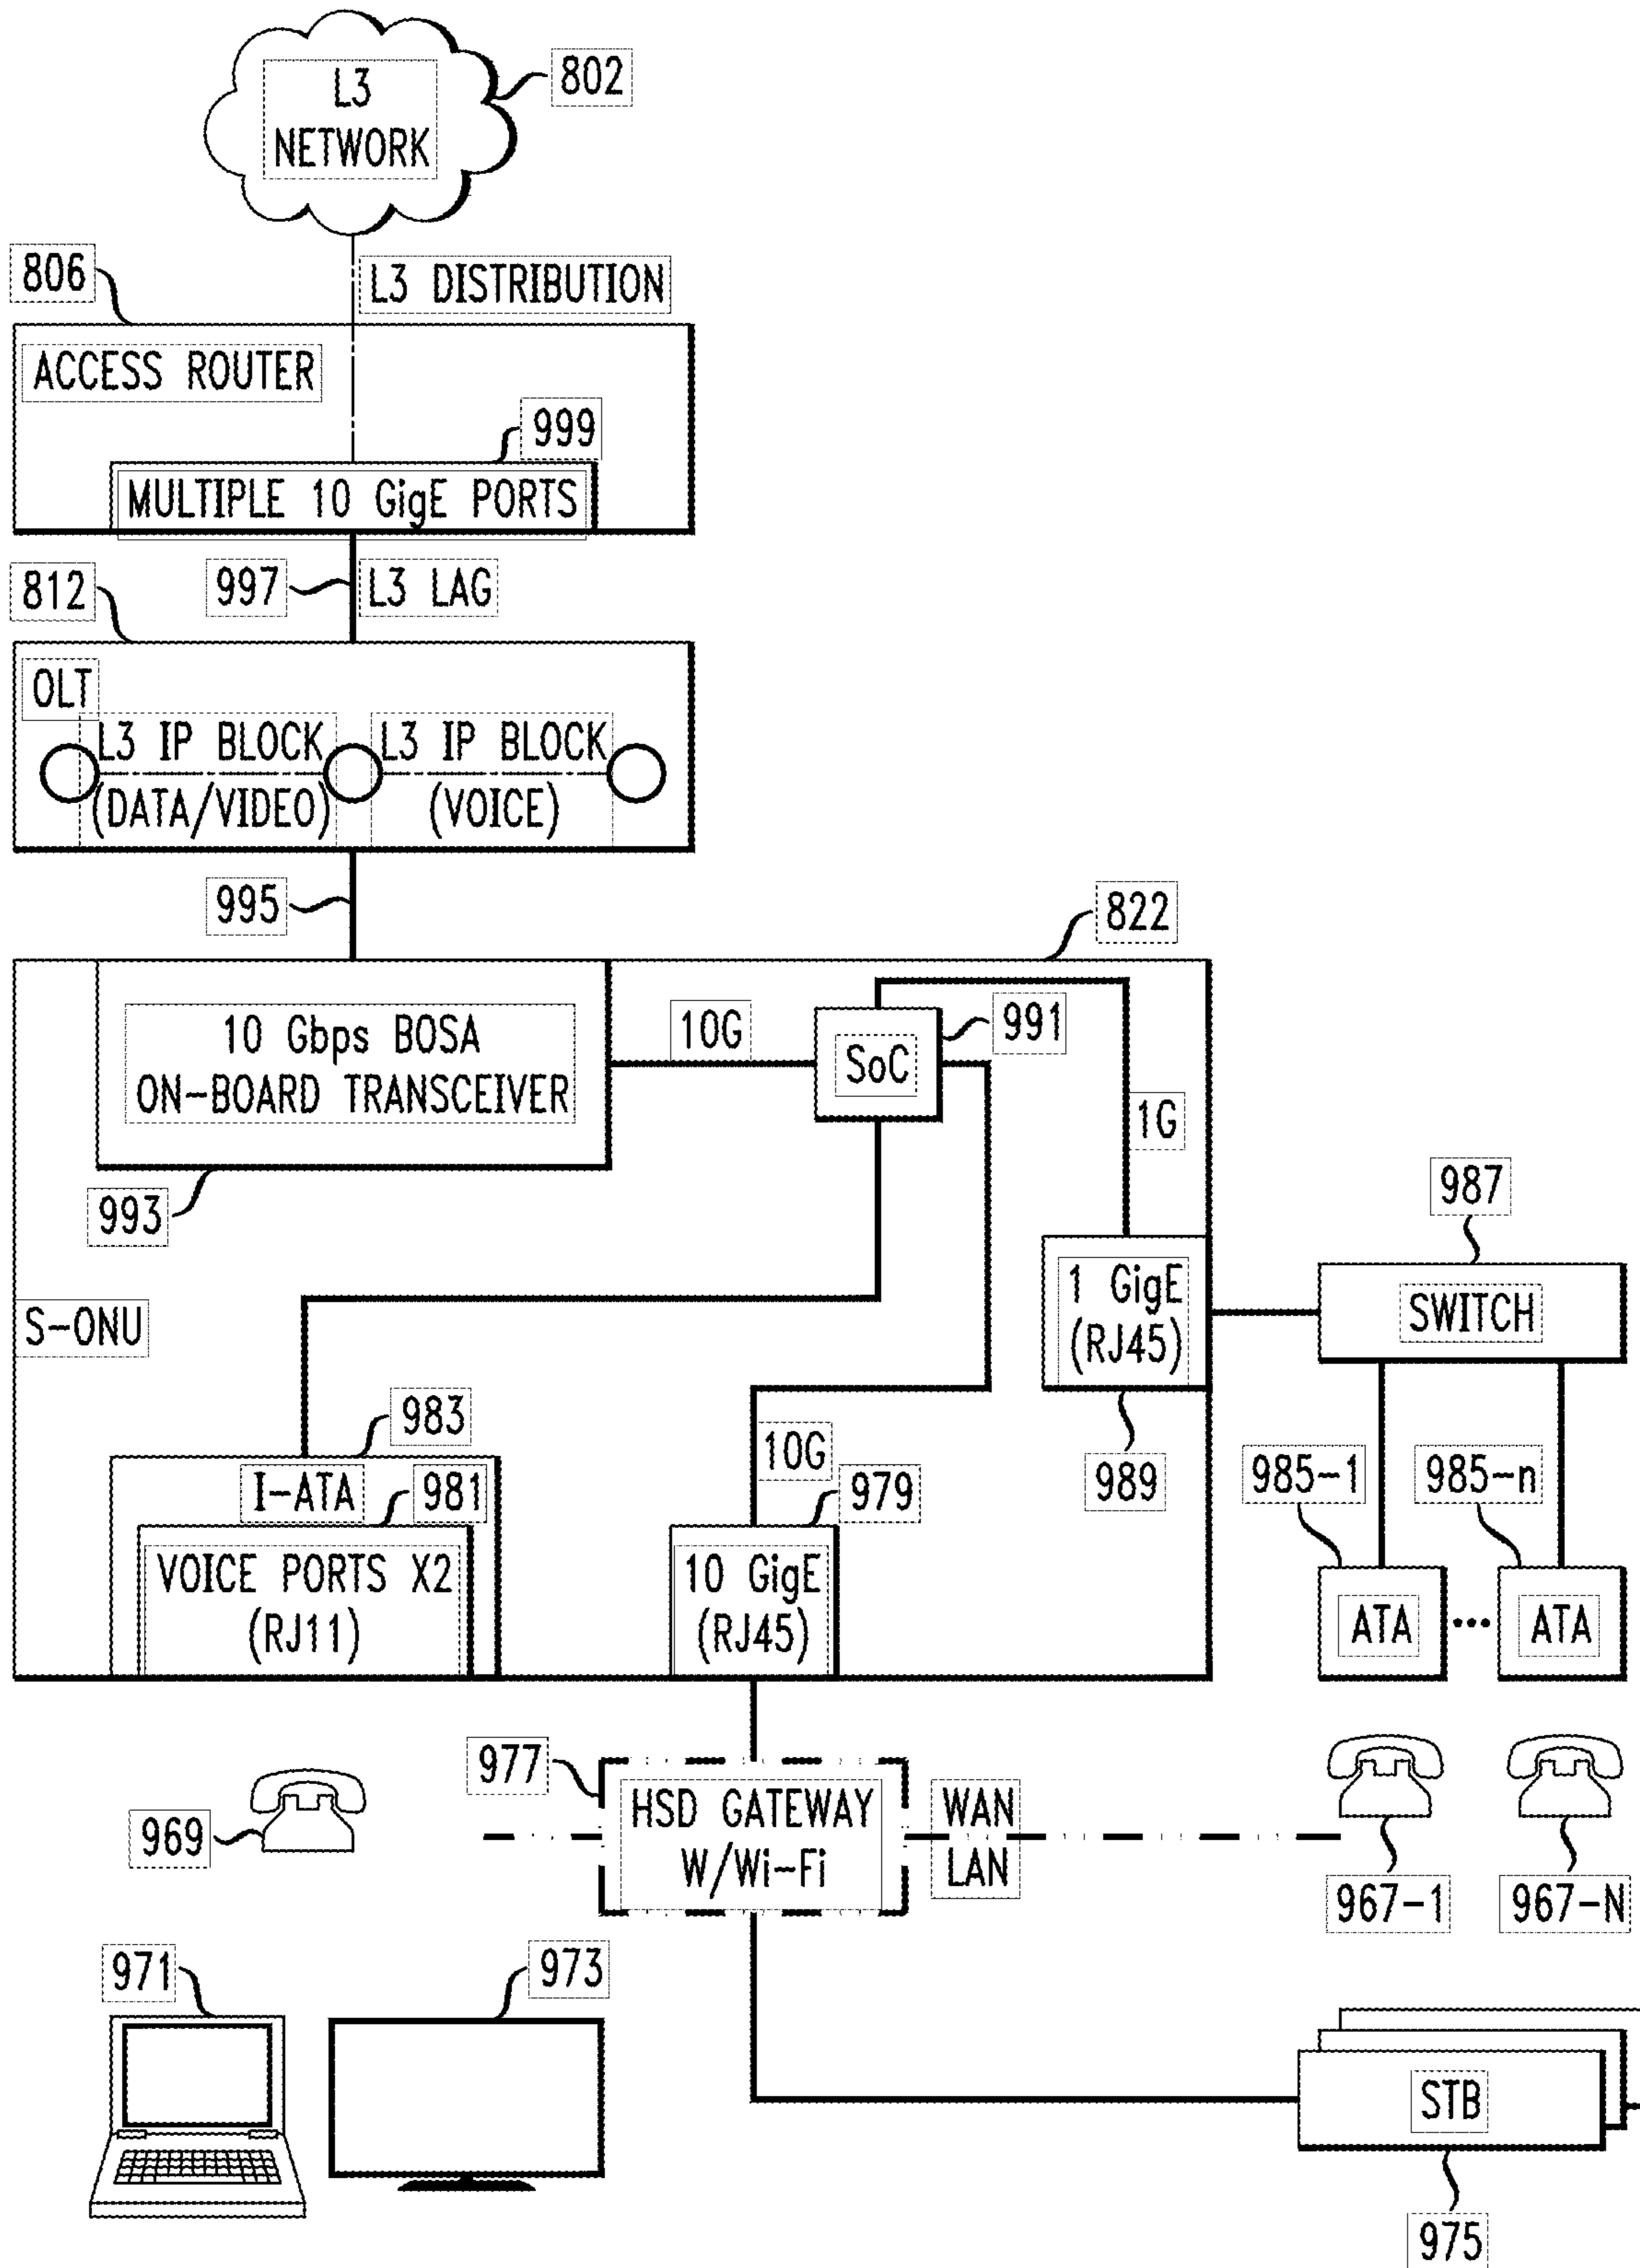 L3
NETWORK
802
806
L3 DISTRIBUTION
ACCESS ROUTER
999
MULTIPLE 10 GigE PORTS
812
997
L3 LAG
OLT
L3 IP BLOCK
(DATA/VIDEO)
L3 IP BLOCK
(VOICE)
995
822
10 Gbps BOSA
ON-BOARD TRANSCEIVER
10G
SoC
991
1G
993
987
S-ONU
1 GigE
(RJ45)
SWITCH
983
10G
989
985-1
985-n
I-ATA
981
979
VOICE PORTS X2
(RJ11)
10 GigE
(RJ45)
ATA
...
ATA
977
969
HSD GATEWAY
W/Wi-Fi
WAN
LAN
967-1
967-N
971
973
STB
975